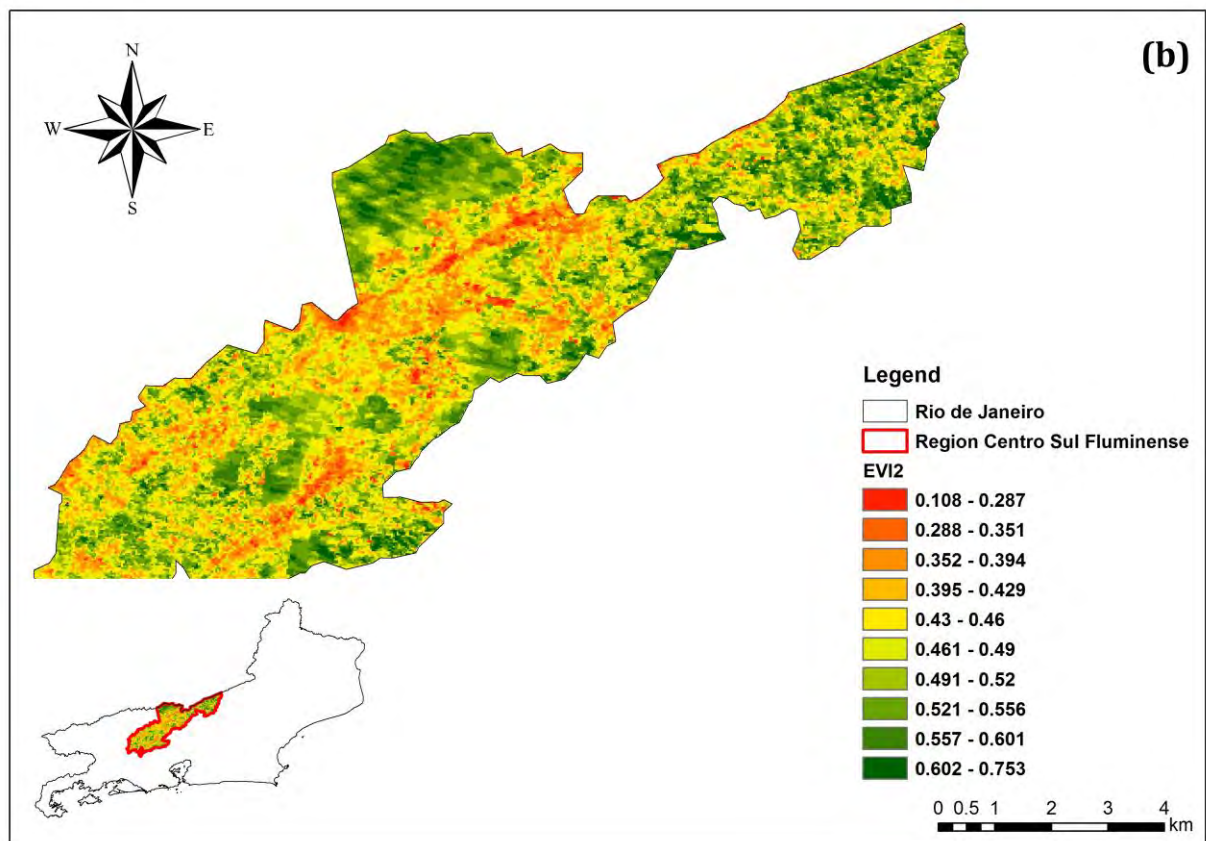 (b)
N
W E
S
Legend
Rio de Janeiro
Region Centro Sul Fluminense
EVI2
0.108 - 0.287
0.288 - 0.351
0.352 - 0.394
0.395 - 0.429
0.43 - 0.46
0.461 - 0.49
0.491 - 0.52
0.521 - 0.556
0.557 - 0.601
0.602 - 0.753
0 0.5 1 2 3 4
km